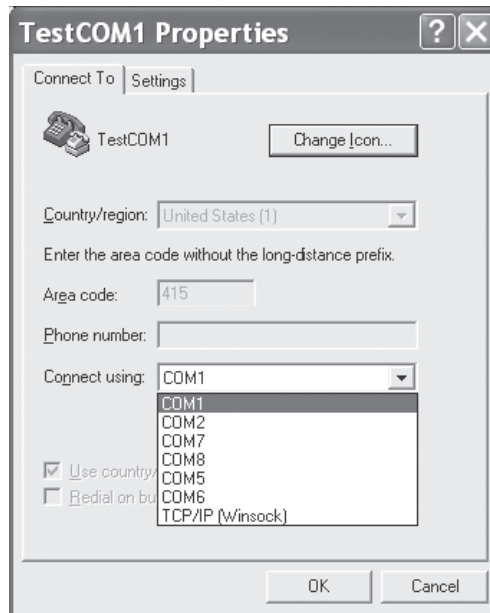 TestCOM1 Properties
Connect To Settings
TestCOM1 Change Icon...
Country/region: United States (1)
Enter the area code without the long-distance prefix.
Area code: 415
Phone number:
Connect using: COM1
COM1
COM2
COM7
COM8
COM5
Use country/
COM6
Redial on bu
TCP/IP (Winsock)
OK Cancel